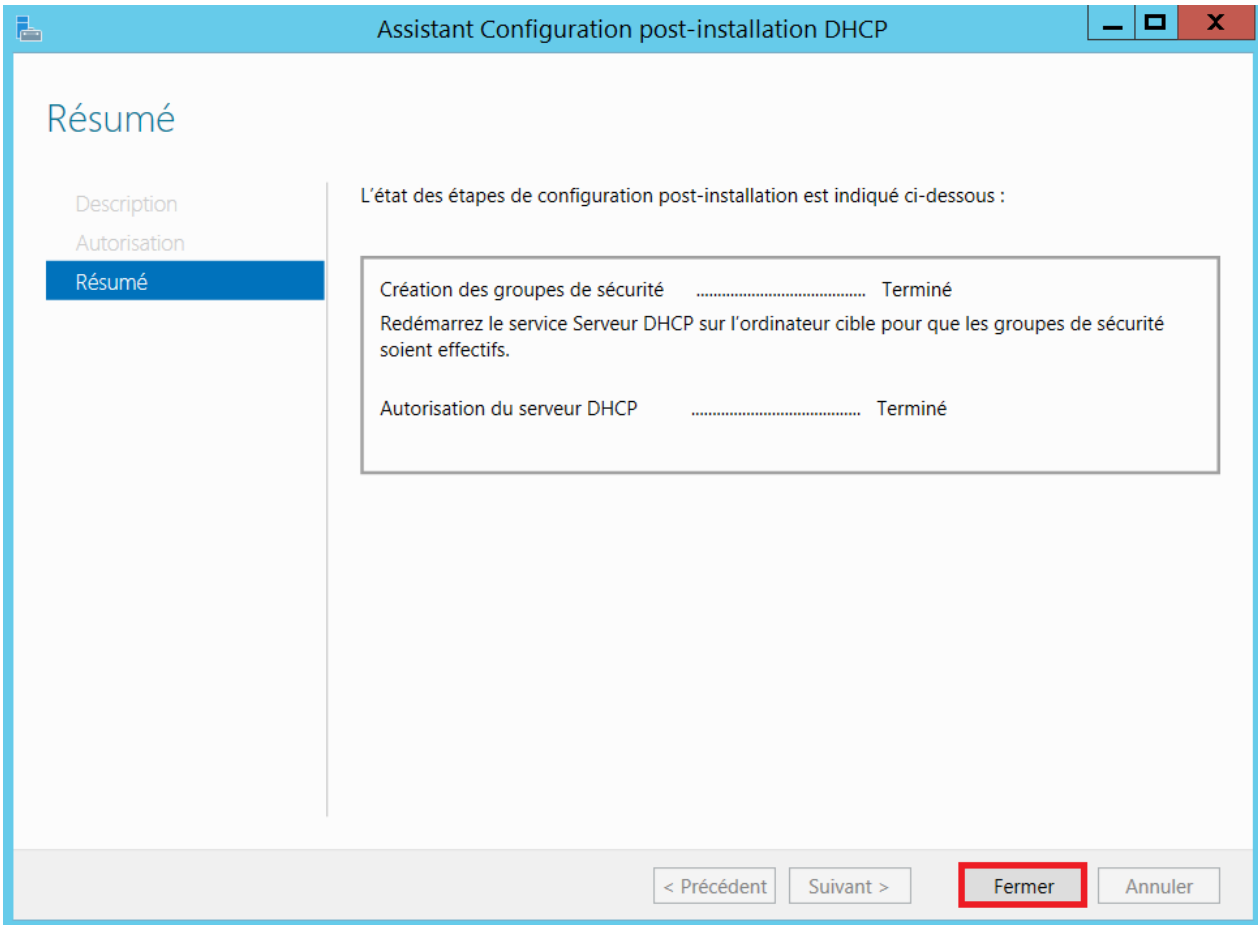 Assistant Configuration post-installation DHCP
Résumé
Description
Autorisation
Résumé
L'état des étapes de configuration post-installation est indiqué ci-dessous :
Création des groupes de sécurité ........................................ Terminé
Redémarrez le service Serveur DHCP sur l'ordinateur cible pour que les groupes de sécurité
soient effectifs.
Autorisation du serveur DHCP ........................................ Terminé
< Précédent
Suivant >
Fermer
Annuler